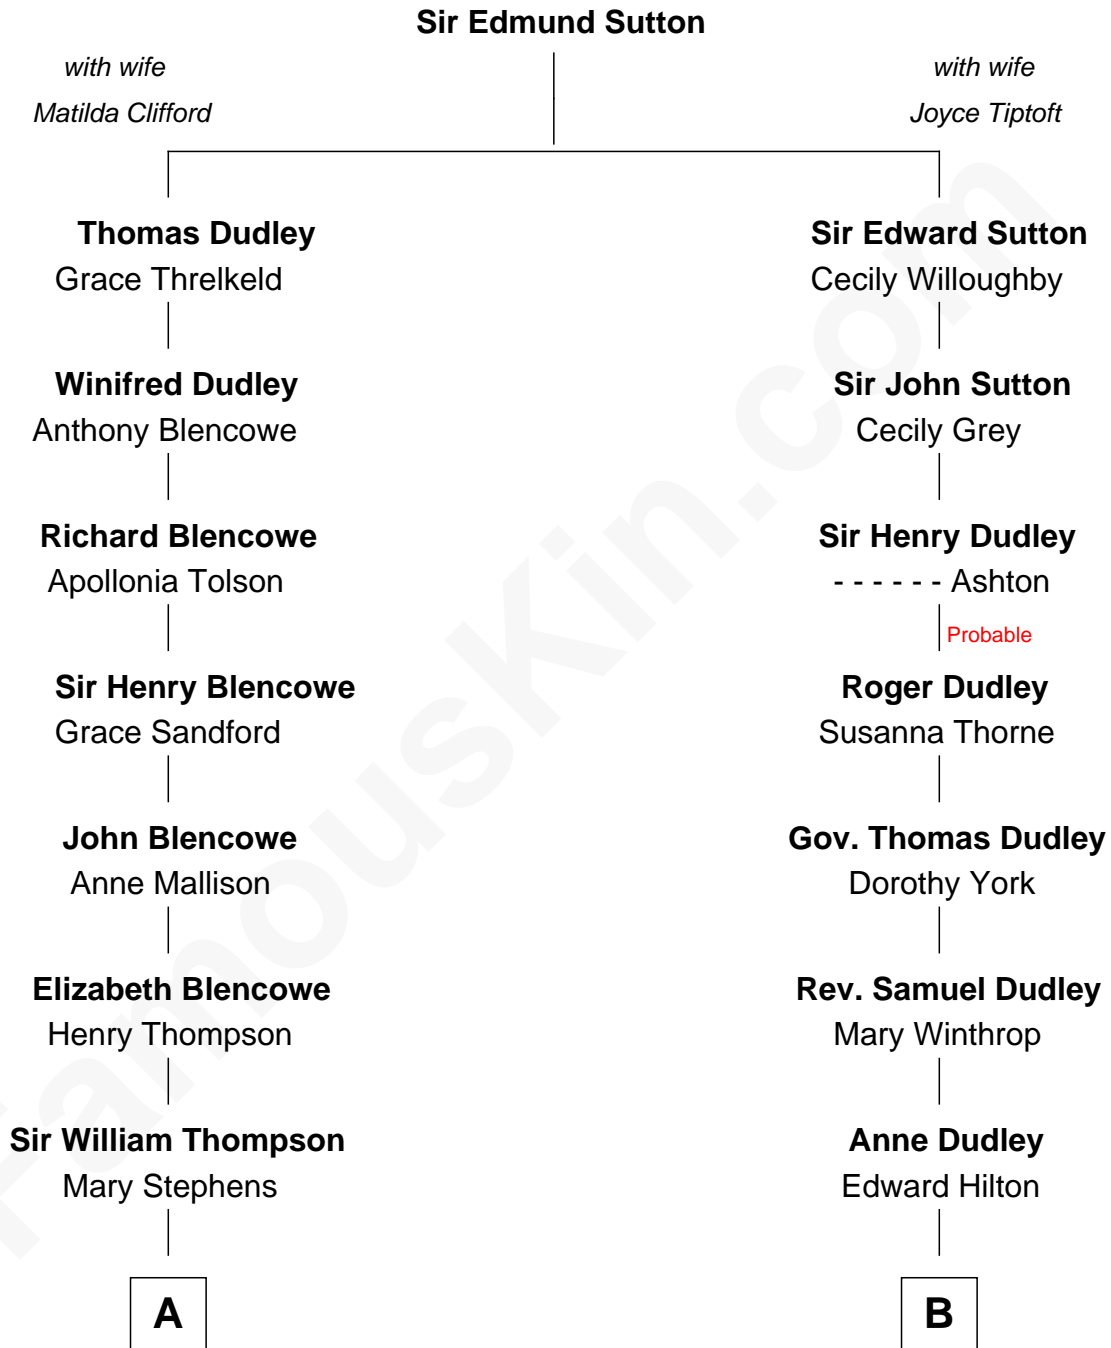 Sir Edmund Sutton
with wife
Matilda Clifford
with wife
Joyce Tiptoft
Thomas Dudley
Grace Threlkeld
Sir Edward Sutton
Cecily Willoughby
Winifred Dudley
Anthony Blencowe
Sir John Sutton
Cecily Grey
Richard Blencowe
Apollonia Tolson
Sir Henry Dudley
- - - - - - Ashton
Probable
Sir Henry Blencowe
Grace Sandford
Roger Dudley
Susanna Thorne
John Blencowe
Anne Mallison
Gov. Thomas Dudley
Dorothy York
Elizabeth Blencowe
Henry Thompson
Rev. Samuel Dudley
Mary Winthrop
Sir William Thompson
Mary Stephens
Anne Dudley
Edward Hilton
A
B
FamousKin.com